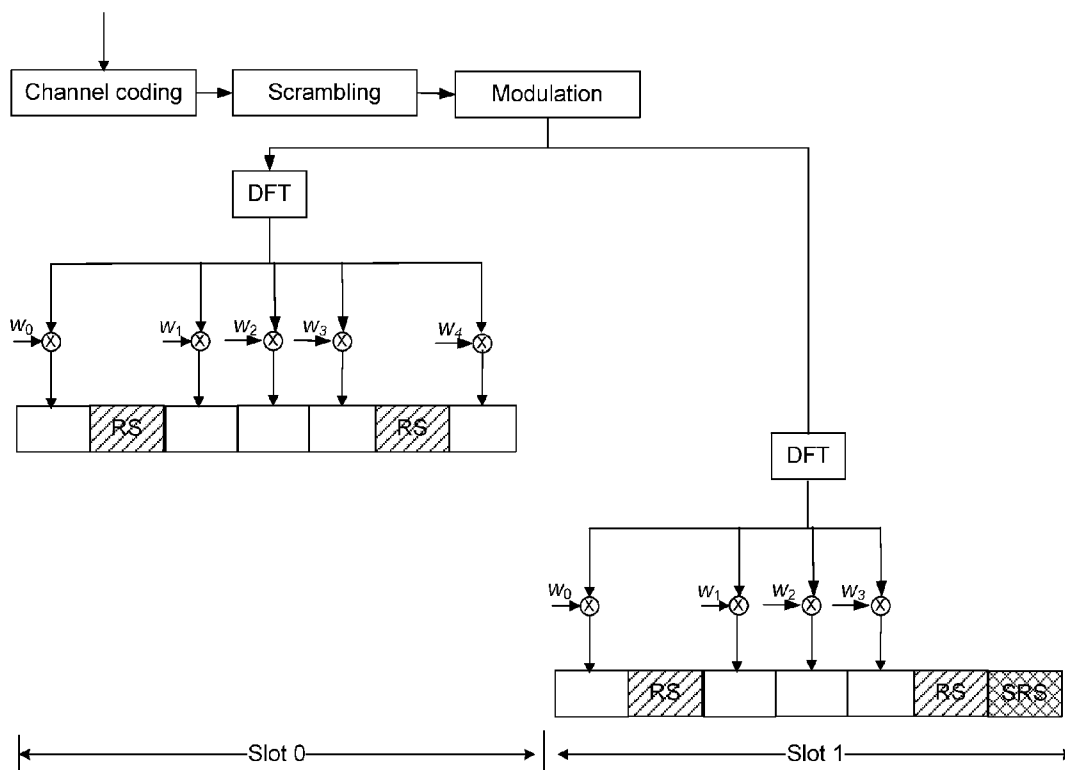 Channel coding
Scrambling
Modulation
DFT
w0
w1
w2
w3
w4
X
X
X
X
X
RS
RS
DFT
w0
w1
w2
w3
X
X
X
X
RS
RS
SRS
Slot 0
Slot 1